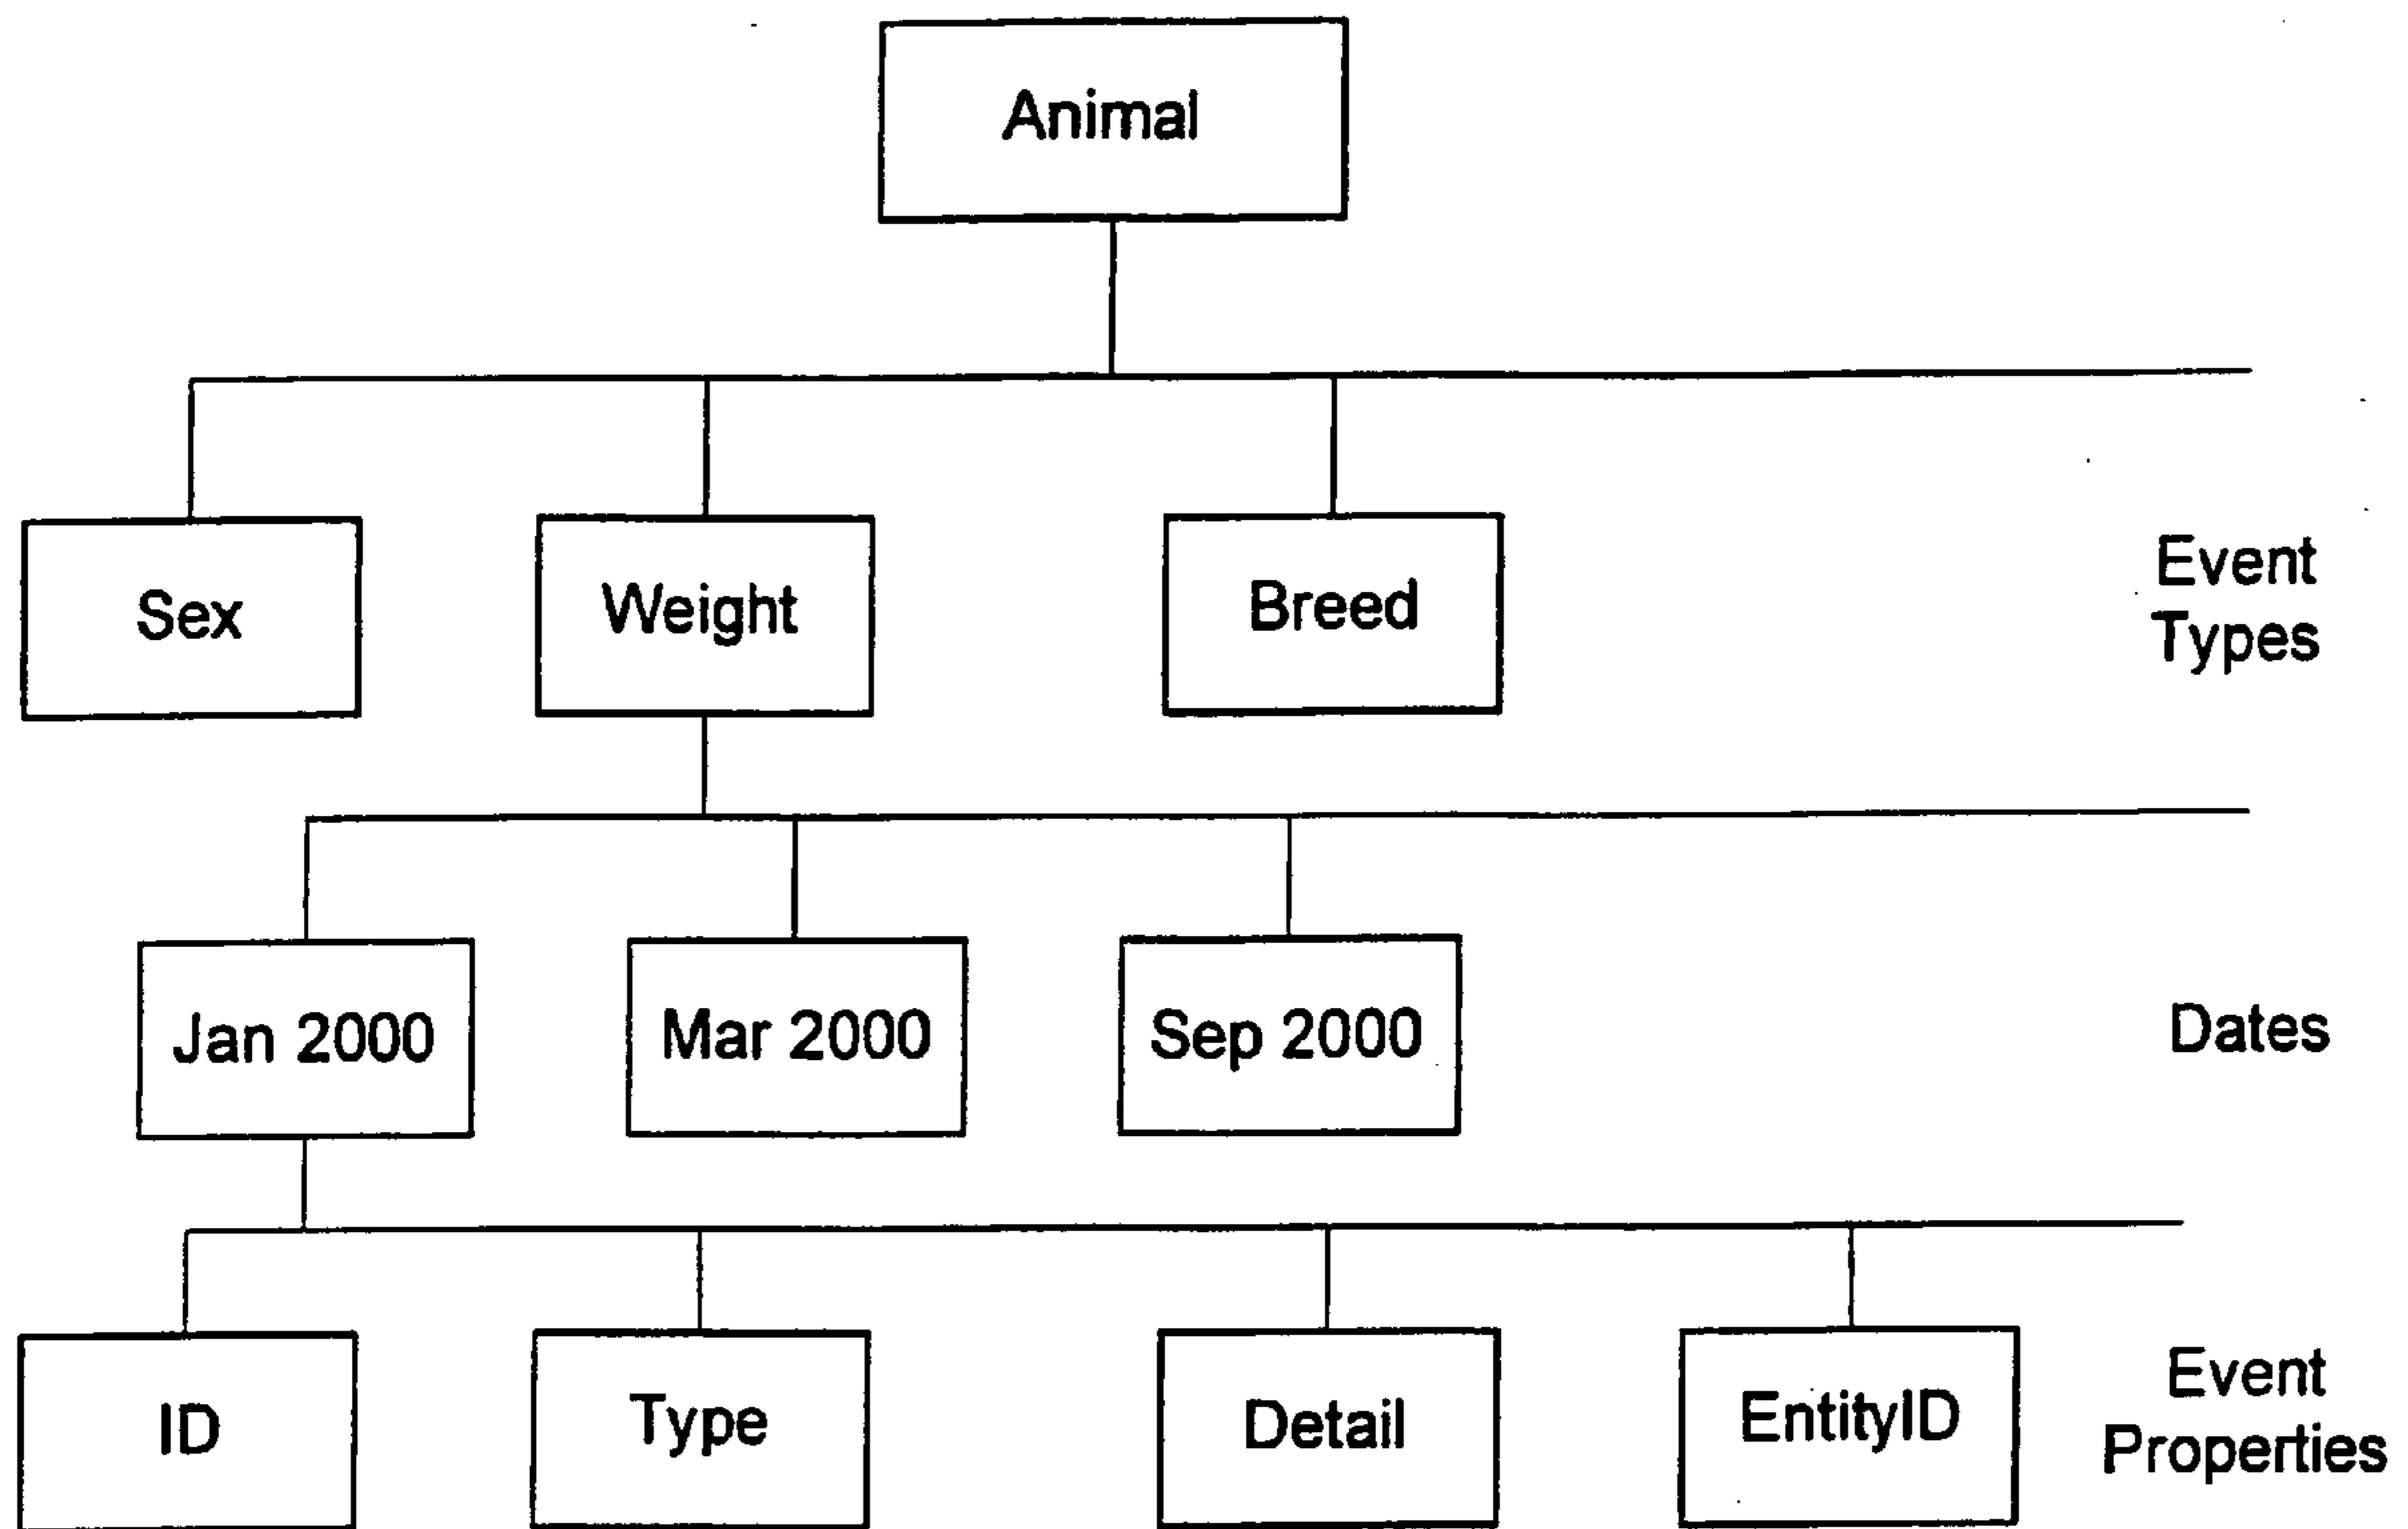 Animal
Sex
Weight
Breed
Event
Types
Jan 2000
Mar 2000
Sep 2000
Dates
ID
Type
Detail
EntityID
Event
Properties